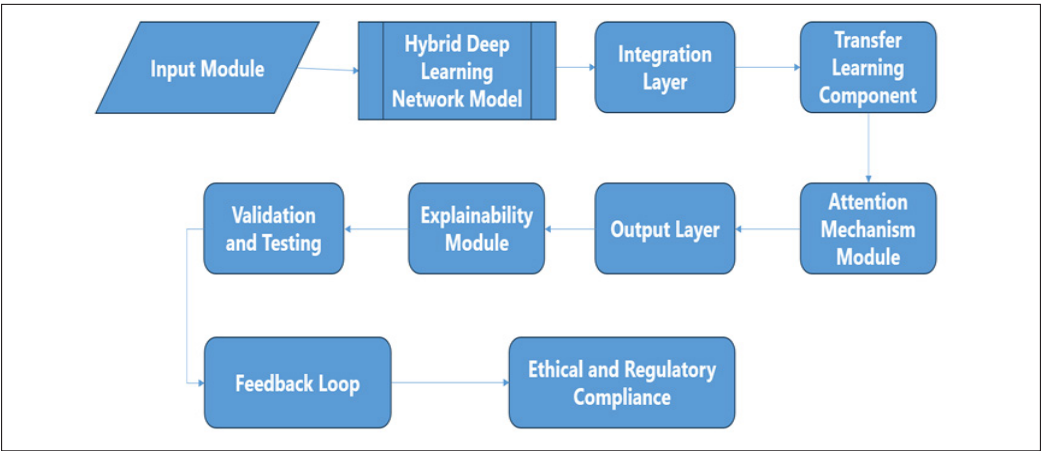 Input Module
Hybrid Deep
Learning
Network Model
Integration
Layer
Transfer
Learning
Component
Attention
Mechanism
Module
Output Layer
Explainability
Module
Validation
and Testing
Feedback Loop
Ethical and Regulatory
Compliance